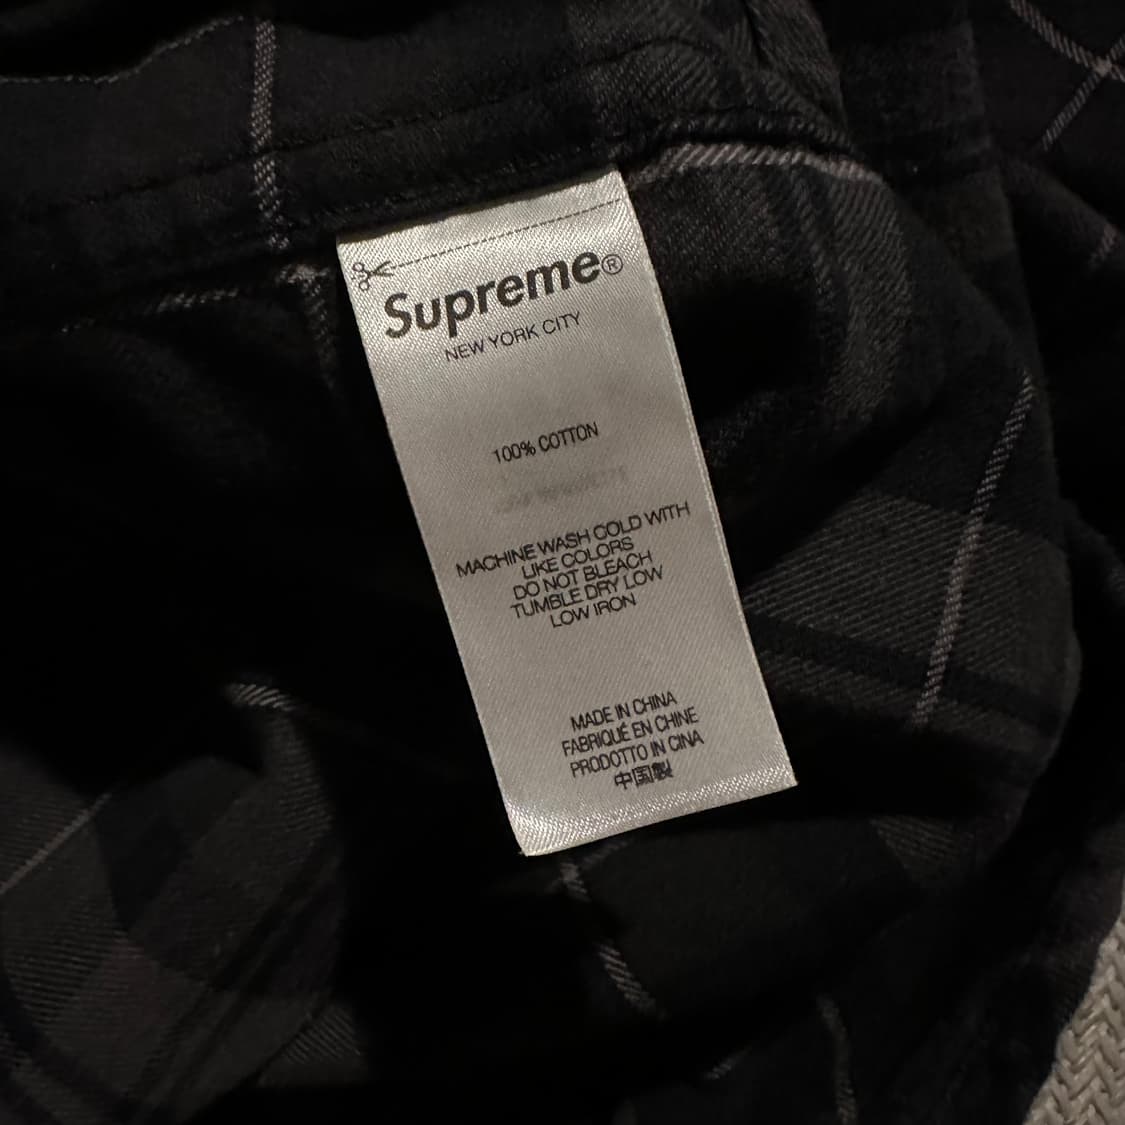 Supreme®
NEW YORK CITY
100% COTTON
MACHINE WASH COLD WITH
LIKE COLORS
DO NOT BLEACH
TUMBLE DRY LOW
LOW IRON
MADE IN CHINA
FABRIQUÉ EN CHINE
PRODOTTO IN CINA
中国製